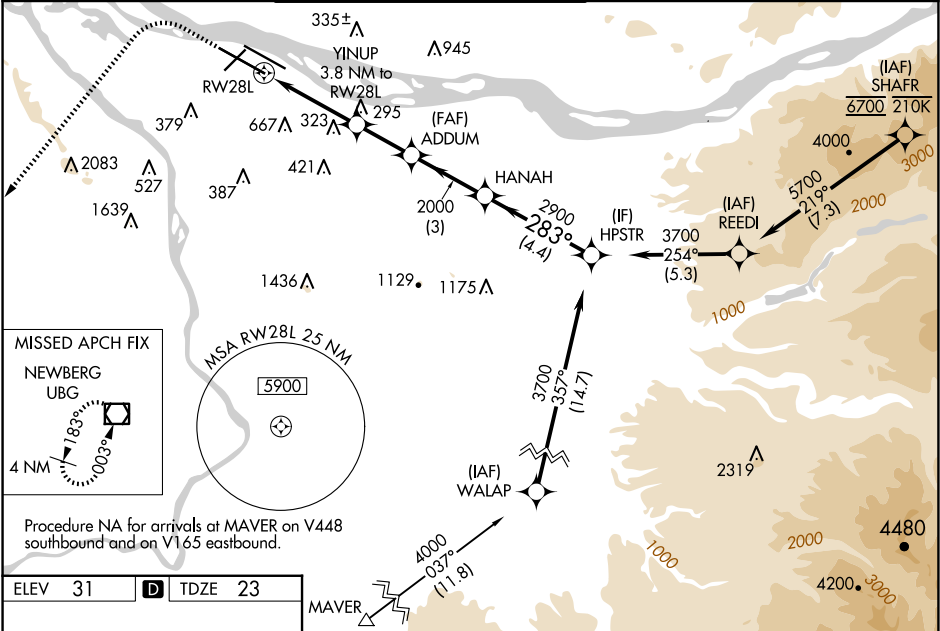 335±
945
YINUP
3.8 NM to
RW28L
295
RW28L
(IAF)
SHAFR
6700 210K
379
667
323
(FAF)
ADDUM
4000
3000
2083
527
387
421
HANAH
5700
219°
(7.3)
2000
1639
2000
(3)
2900
283°
(4.4)
(IF)
HPSTR
3700
254°
(5.3)
(IAF)
REEDI
1436
1129
1175
1000
MISSED APCH FIX
NEWBERG
UBG
183°
003°
4 NM
MSA RW28L 25 NM
5900
3700
357°
(14.7)
2319
(IAF)
WALAP
Procedure NA for arrivals at MAVER on V448
southbound and on V165 eastbound.
4000
037°
(11.8)
1000
2000
4480
4200
3000
ELEV 31 D TDZE 23
MAVER